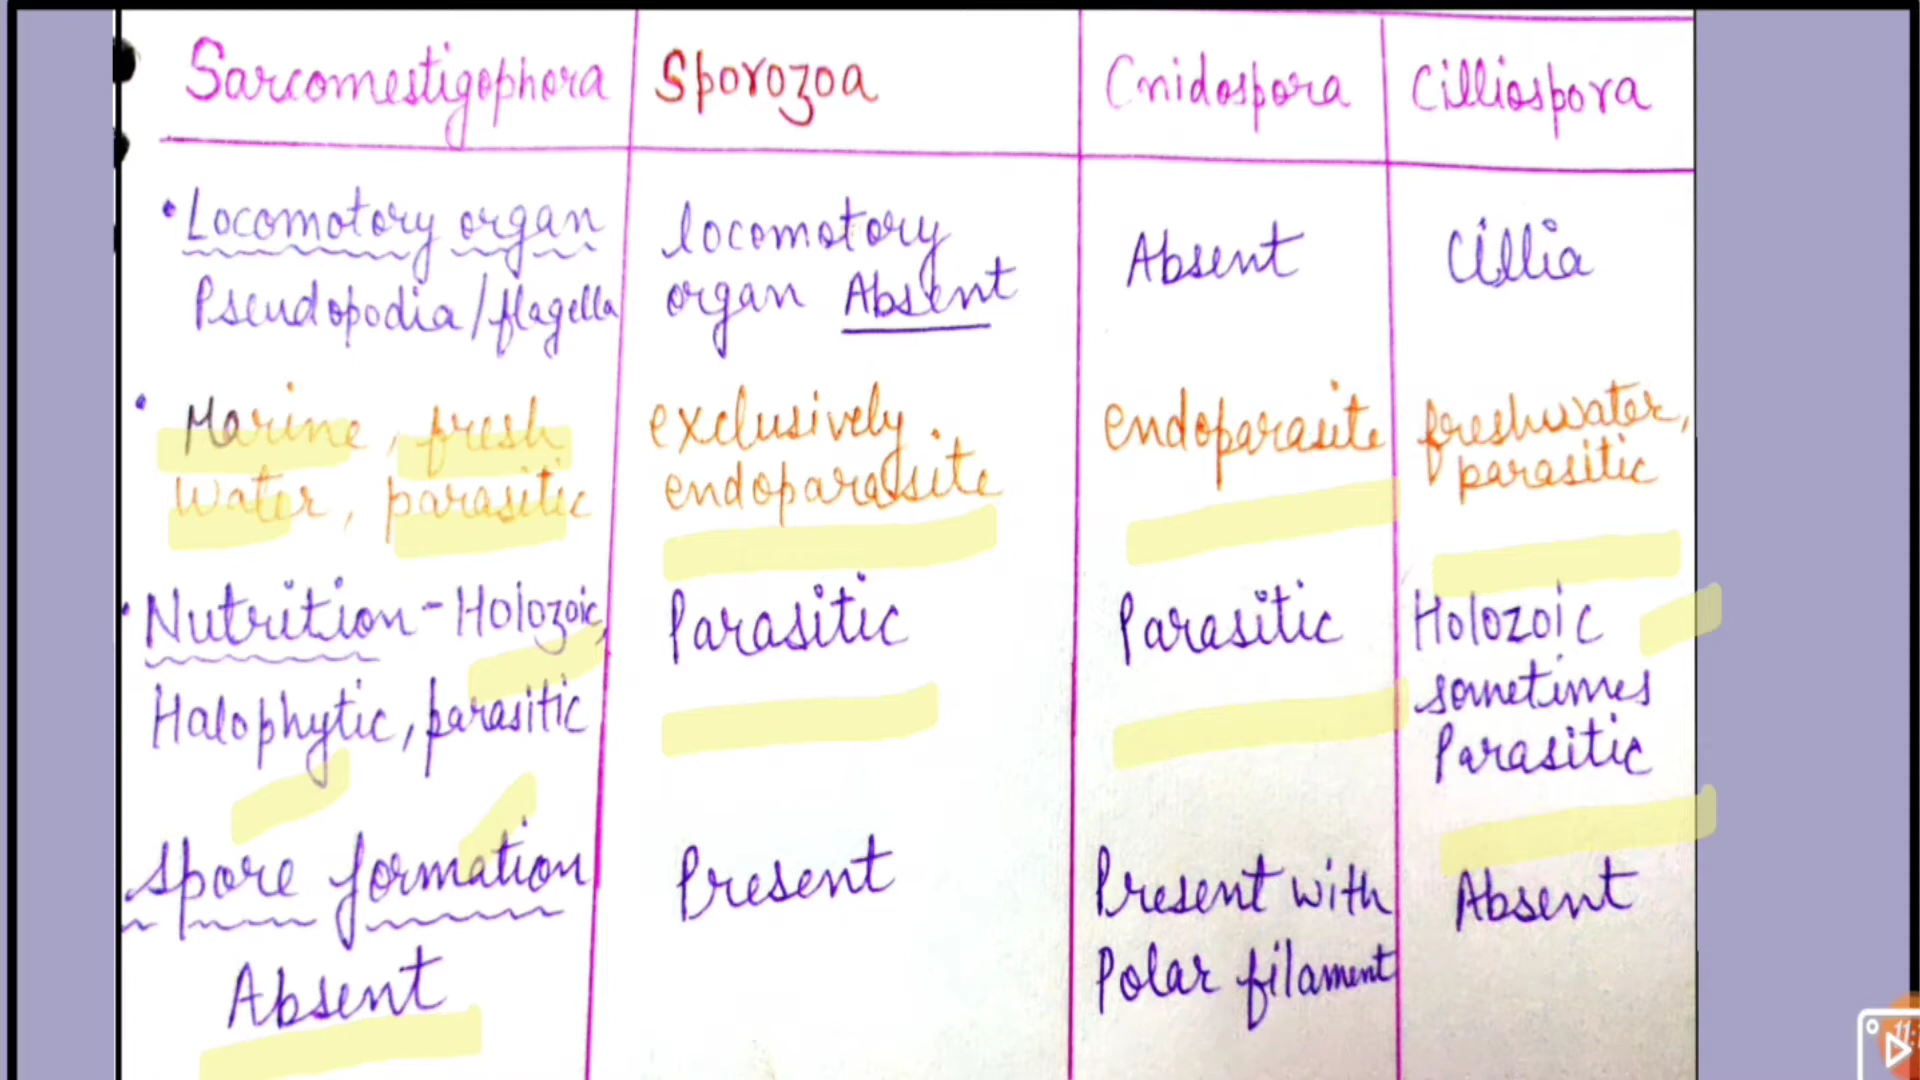 Sarcomestigophora
Sporozoa
Cnidospora
Cilliospora
Locomotory organ
Pseudopodia/flagella
locomotory
organ Absent
Absent
Cillia
Marine, fresh
Water, parasitic
exclusively
endoparasite
endoparasite
freshwater,
parasitic
Nutrition - Holozoic,
Halophytic, parasitic
Parasitic
Parasitic
Holozoic
sometimes
Parasitic
Spore formation
Absent
Present
Present with
Polar filament
Absent